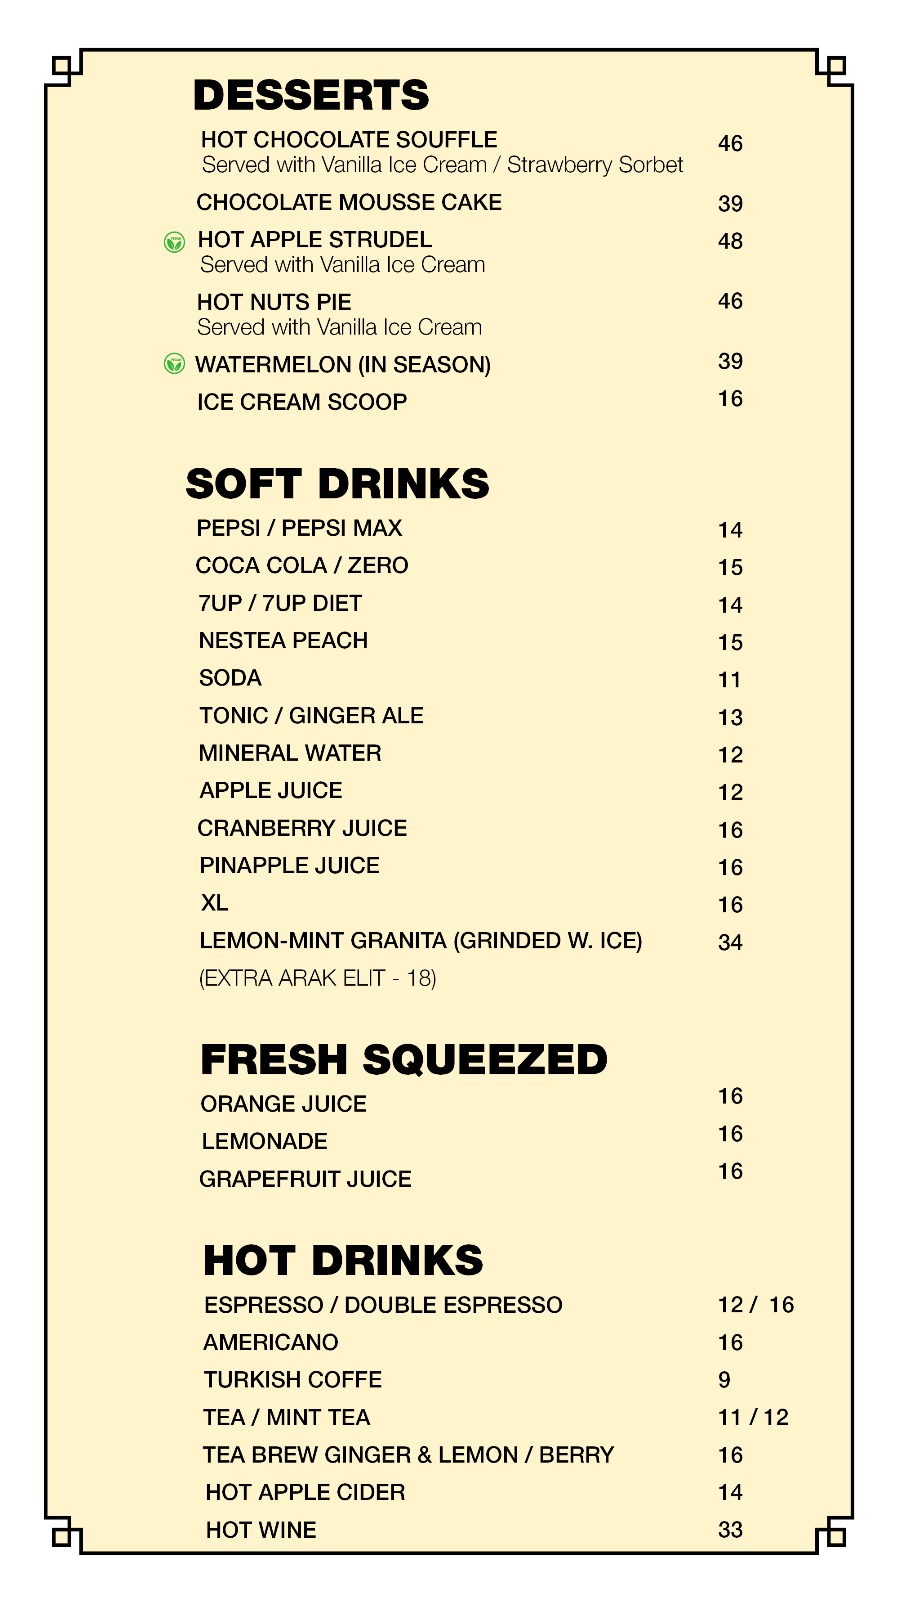 DESSERTS
HOT CHOCOLATE SOUFFLE 46
Served with Vanilla Ice Cream / Strawberry Sorbet
CHOCOLATE MOUSSE CAKE 39
HOT APPLE STRUDEL 48
Served with Vanilla Ice Cream
HOT NUTS PIE 46
Served with Vanilla Ice Cream
WATERMELON (IN SEASON) 39
ICE CREAM SCOOP 16
SOFT DRINKS
PEPSI / PEPSI MAX 14
COCA COLA / ZERO 15
7UP / 7UP DIET 14
NESTEA PEACH 15
SODA 11
TONIC / GINGER ALE 13
MINERAL WATER 12
APPLE JUICE 12
CRANBERRY JUICE 16
PINAPPLE JUICE 16
XL 16
LEMON-MINT GRANITA (GRINDED W. ICE) 34
(EXTRA ARAK ELIT - 18)
FRESH SQUEEZED
ORANGE JUICE 16
LEMONADE 16
GRAPEFRUIT JUICE 16
HOT DRINKS
ESPRESSO / DOUBLE ESPRESSO 12 / 16
AMERICANO 16
TURKISH COFFE 9
TEA / MINT TEA 11 / 12
TEA BREW GINGER & LEMON / BERRY 16
HOT APPLE CIDER 14
HOT WINE 33